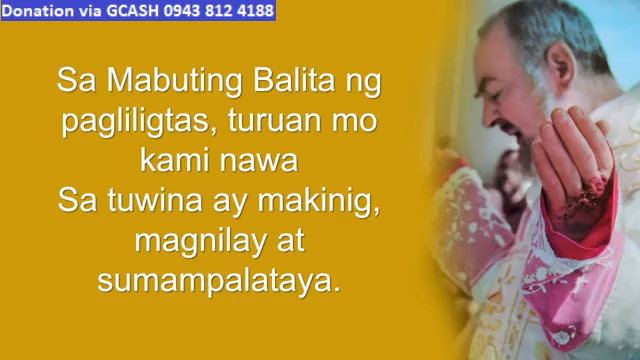 Donation via GCASH 0943 812 4188
Sa Mabuting Balita ng
pagliligtas, turuan mo
kami nawa
Sa tuwina ay makinig,
magnilay at
sumampalataya.